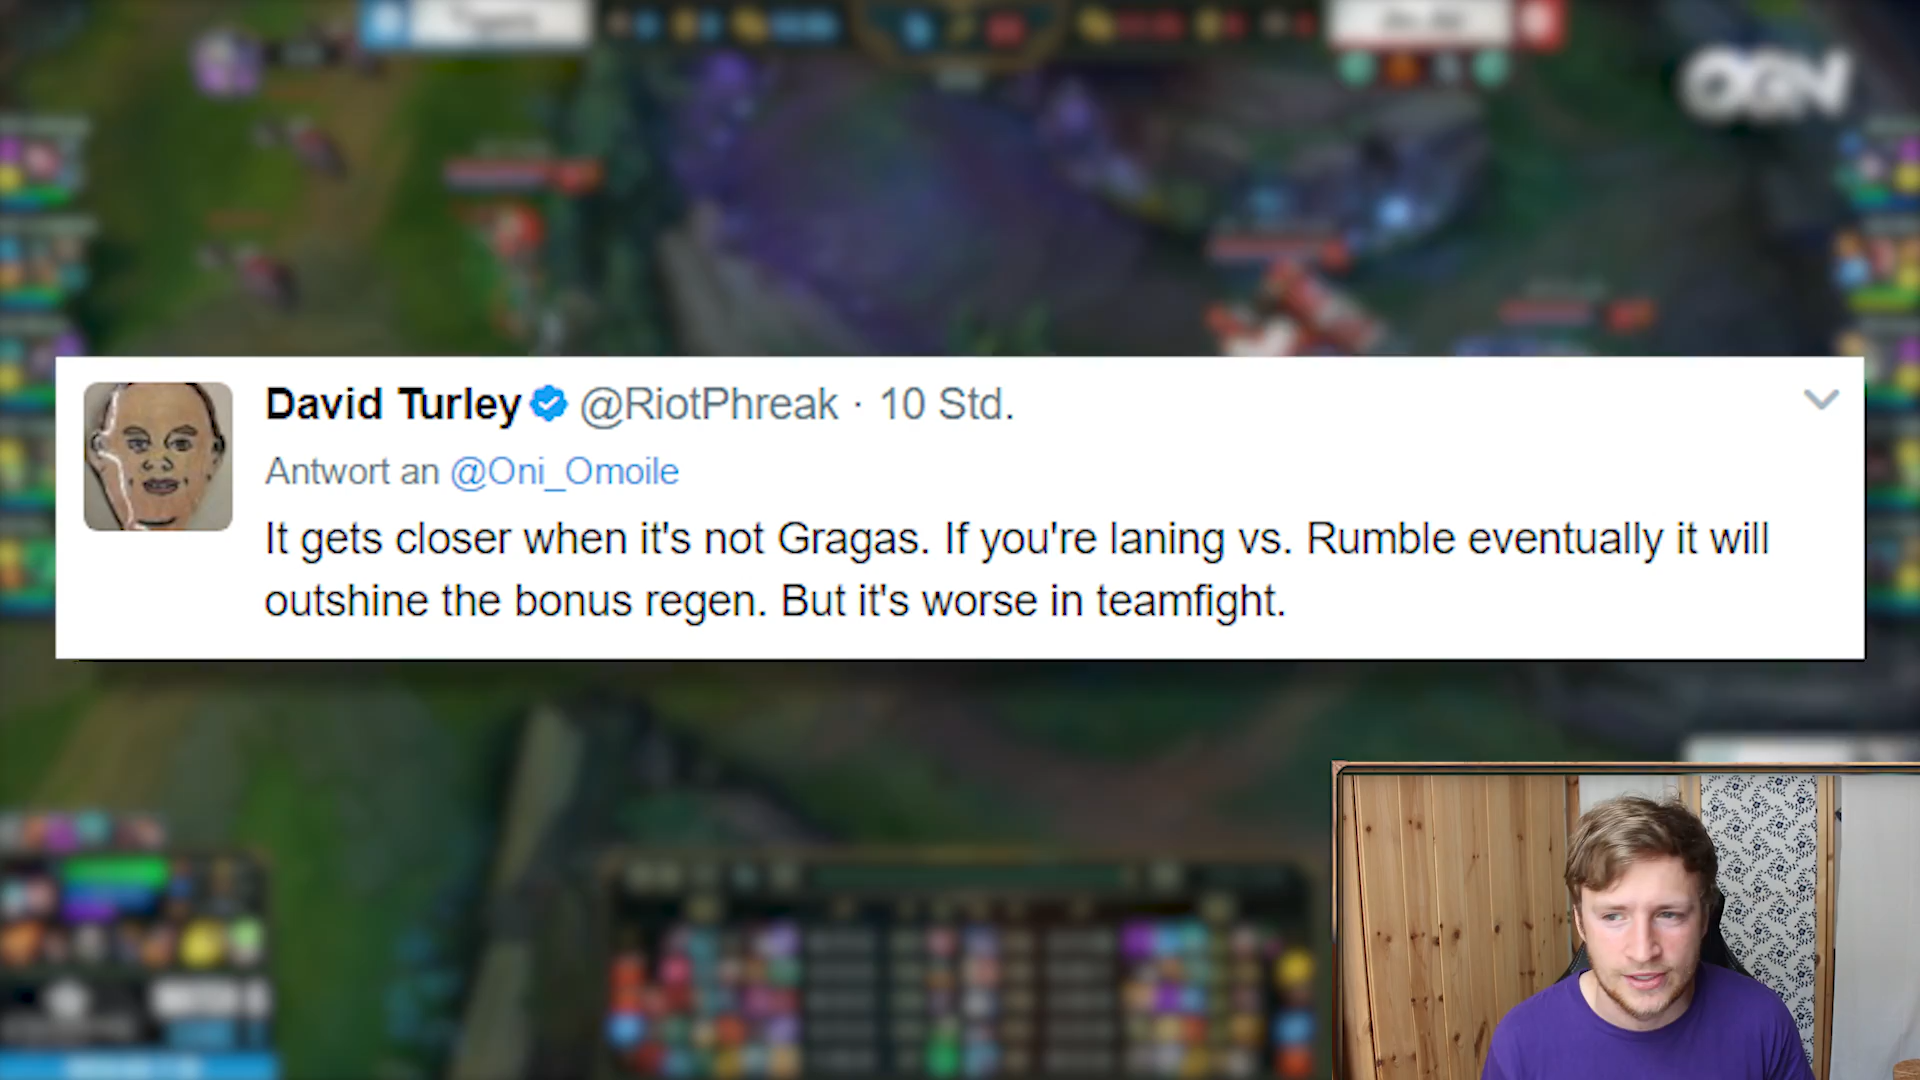 OGN
David Turley @RiotPhreak · 10 Std.
Antwort an @Oni_Omoile
It gets closer when it's not Gragas. If you're laning vs. Rumble eventually it will
outshine the bonus regen. But it's worse in teamfight.